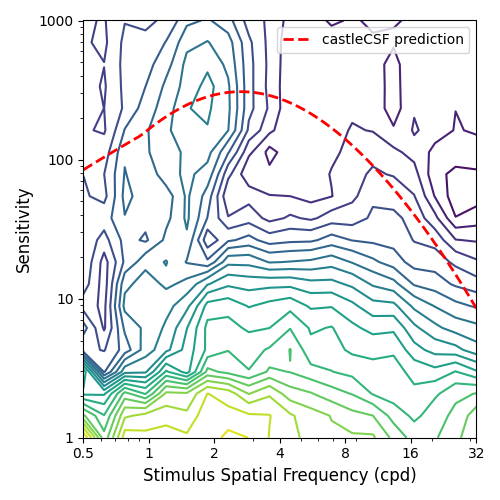 1000
castleCSF prediction
100
10
1
Sensitivity
0.5 1 2 4 8 16 32
Stimulus Spatial Frequency (cpd)